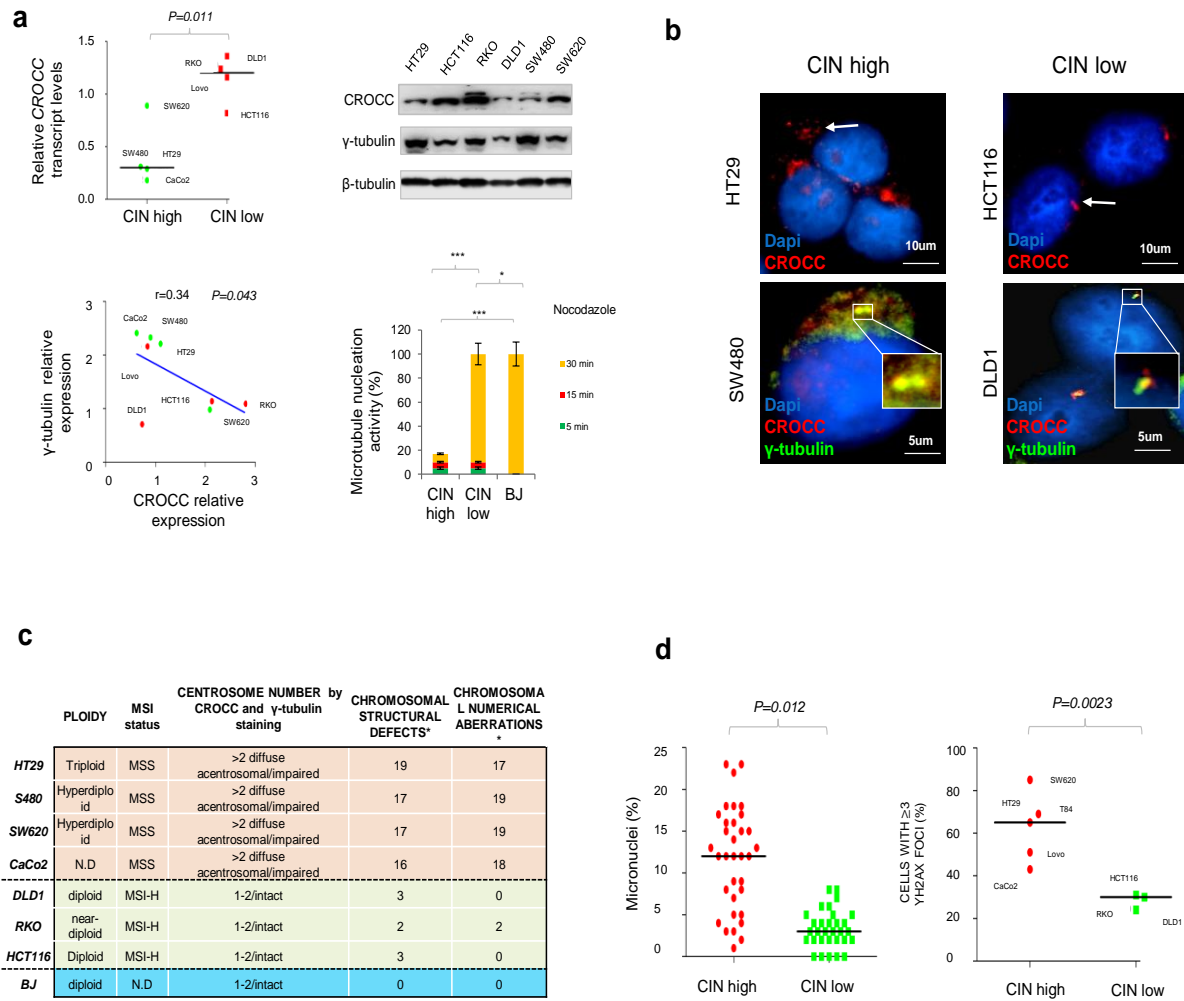 a
P=0.011
Relative CROCC
transcript levels
1.5
1.0
0.5
0.0
RKO
DLD1
Lovo
HCT116
SW620
SW480
HT29
CaCo2
CIN high
CIN low
HT29
HCT116
RKO
DLD1
SW480
SW620
CROCC
γ-tubulin
β-tubulin
r=0.34
P=0.043
γ-tubulin relative
expression
3
2
1
0
CaCo2
SW480
HT29
Lovo
DLD1
HCT116
RKO
SW620
0
1
2
3
CROCC relative
expression
***
*
***
Nocodazole
Microtubule nucleation
activity (%)
120
100
80
60
40
20
0
30 min
15 min
5 min
CIN
high
CIN
low
BJ
b
CIN high
CIN low
HT29
Dapi
CROCC
10um
HCT116
Dapi
CROCC
10um
SW480
Dapi
CROCC
γ-tubulin
5um
DLD1
Dapi
CROCC
γ-tubulin
5um
c
PLOIDY
MSI
status
CENTROSOME NUMBER by
CROCC and γ-tubulin
staining
CHROMOSOMAL
STRUCTURAL
DEFECTS*
CHROMOSOMA
L NUMERICAL
ABERRATIONS
*
HT29 Triploid MSS >2 diffuse
acentrosomal/impaired 19 17
S480 Hyperdiplo
id MSS >2 diffuse
acentrosomal/impaired 17 19
SW620 Hyperdiplo
id MSS >2 diffuse
acentrosomal/impaired 17 19
CaCo2 N.D MSS >2 diffuse
acentrosomal/impaired 16 18
DLD1 diploid MSI-H 1-2/intact 3 0
RKO near-
diploid MSI-H 1-2/intact 2 2
HCT116 Diploid MSI-H 1-2/intact 3 0
BJ diploid N.D 1-2/intact 0 0
d
P=0.012
Micronuclei (%)
25
20
15
10
5
0
CIN high
CIN low
P=0.0023
CELLS WITH ≥3
YH2AX FOCI (%)
100
80
60
40
20
0
SW620
HT29
T84
Lovo
CaCo2
HCT116
RKO
DLD1
CIN high
CIN low